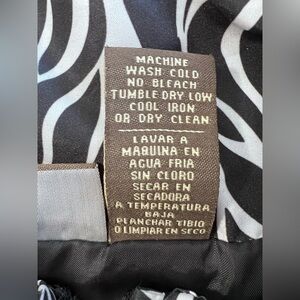 MACHINE
WASH COLD
NO BLEACH
TUMBLE DRY LOW
COOL IRON
OR DRY CLEAN
LAVAR A
MAQUINA EN
AGUA FRIA
SIN CLORO
SECAR EN
SECADORA
A TEMPERATURA
BAJA
PLANCHAR TIBIO
O LIMPIAR EN SECO